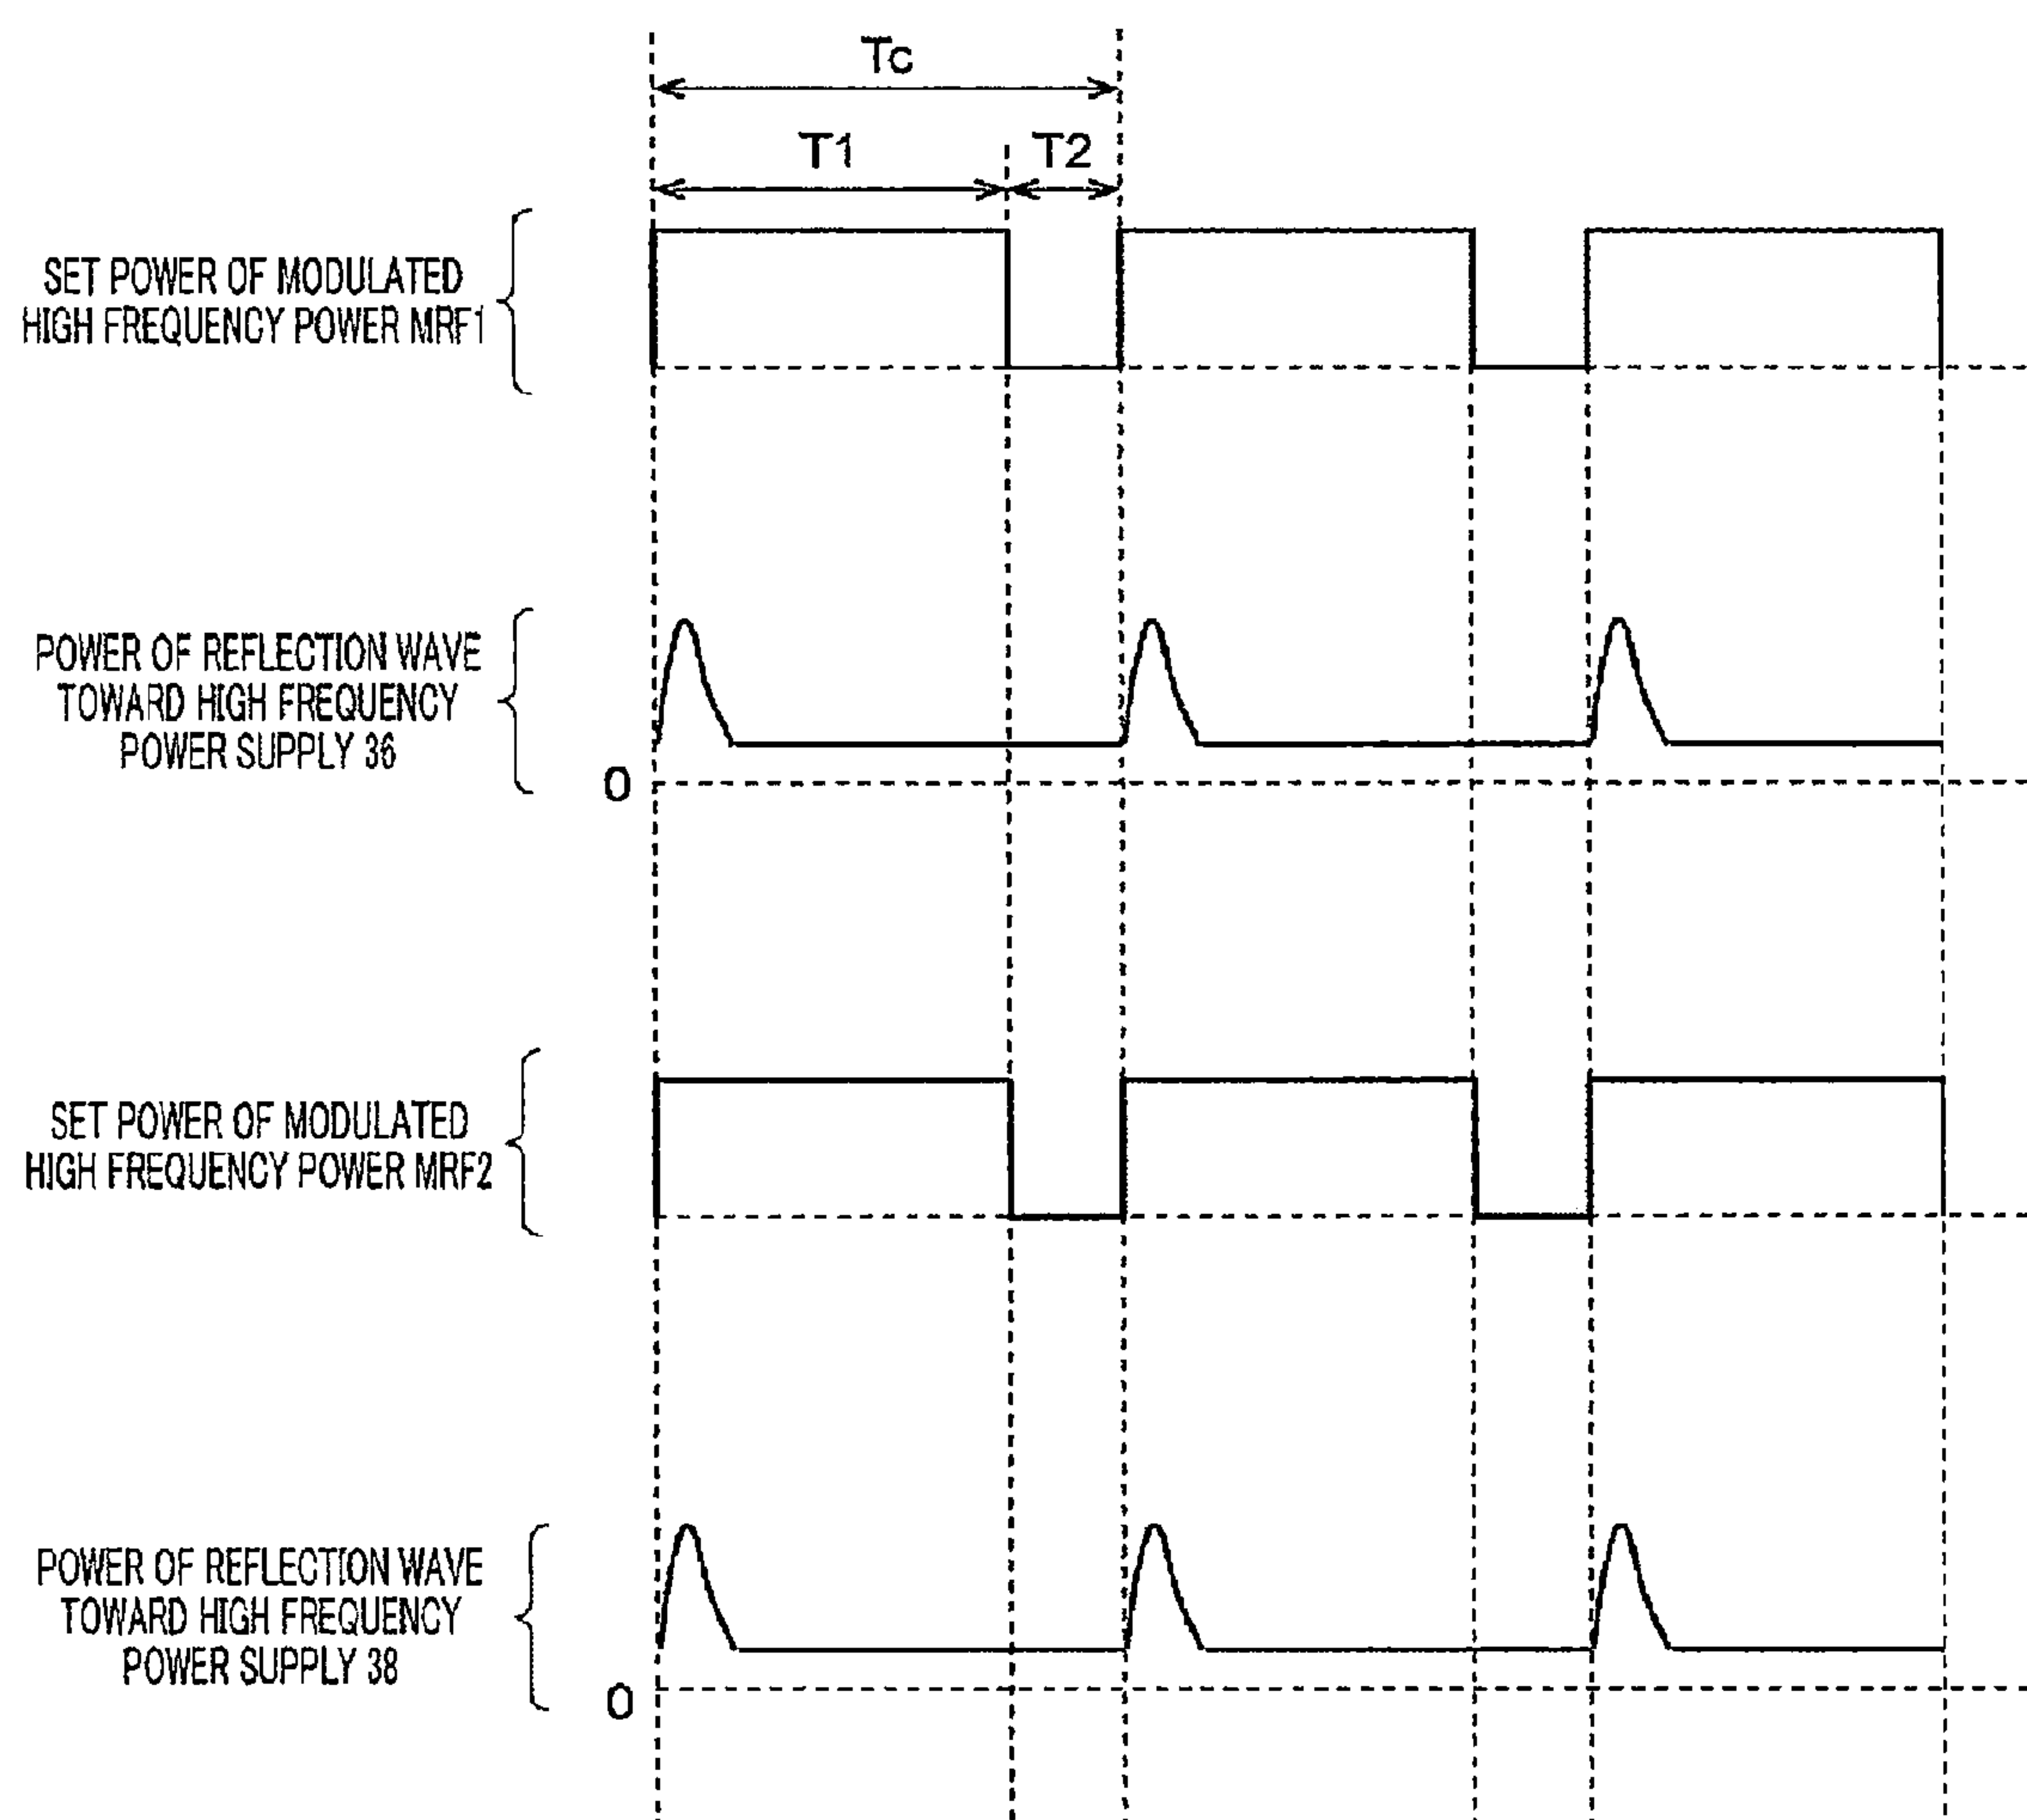 Tc
T1
T2
SET POWER OF MODULATED
HIGH FREQUENCY POWER MRF1
POWER OF REFLECTION WAVE
TOWARD HIGH FREQUENCY
POWER SUPPLY 36
0
SET POWER OF MODULATED
HIGH FREQUENCY POWER MRF2
POWER OF REFLECTION WAVE
TOWARD HIGH FREQUENCY
POWER SUPPLY 38
0